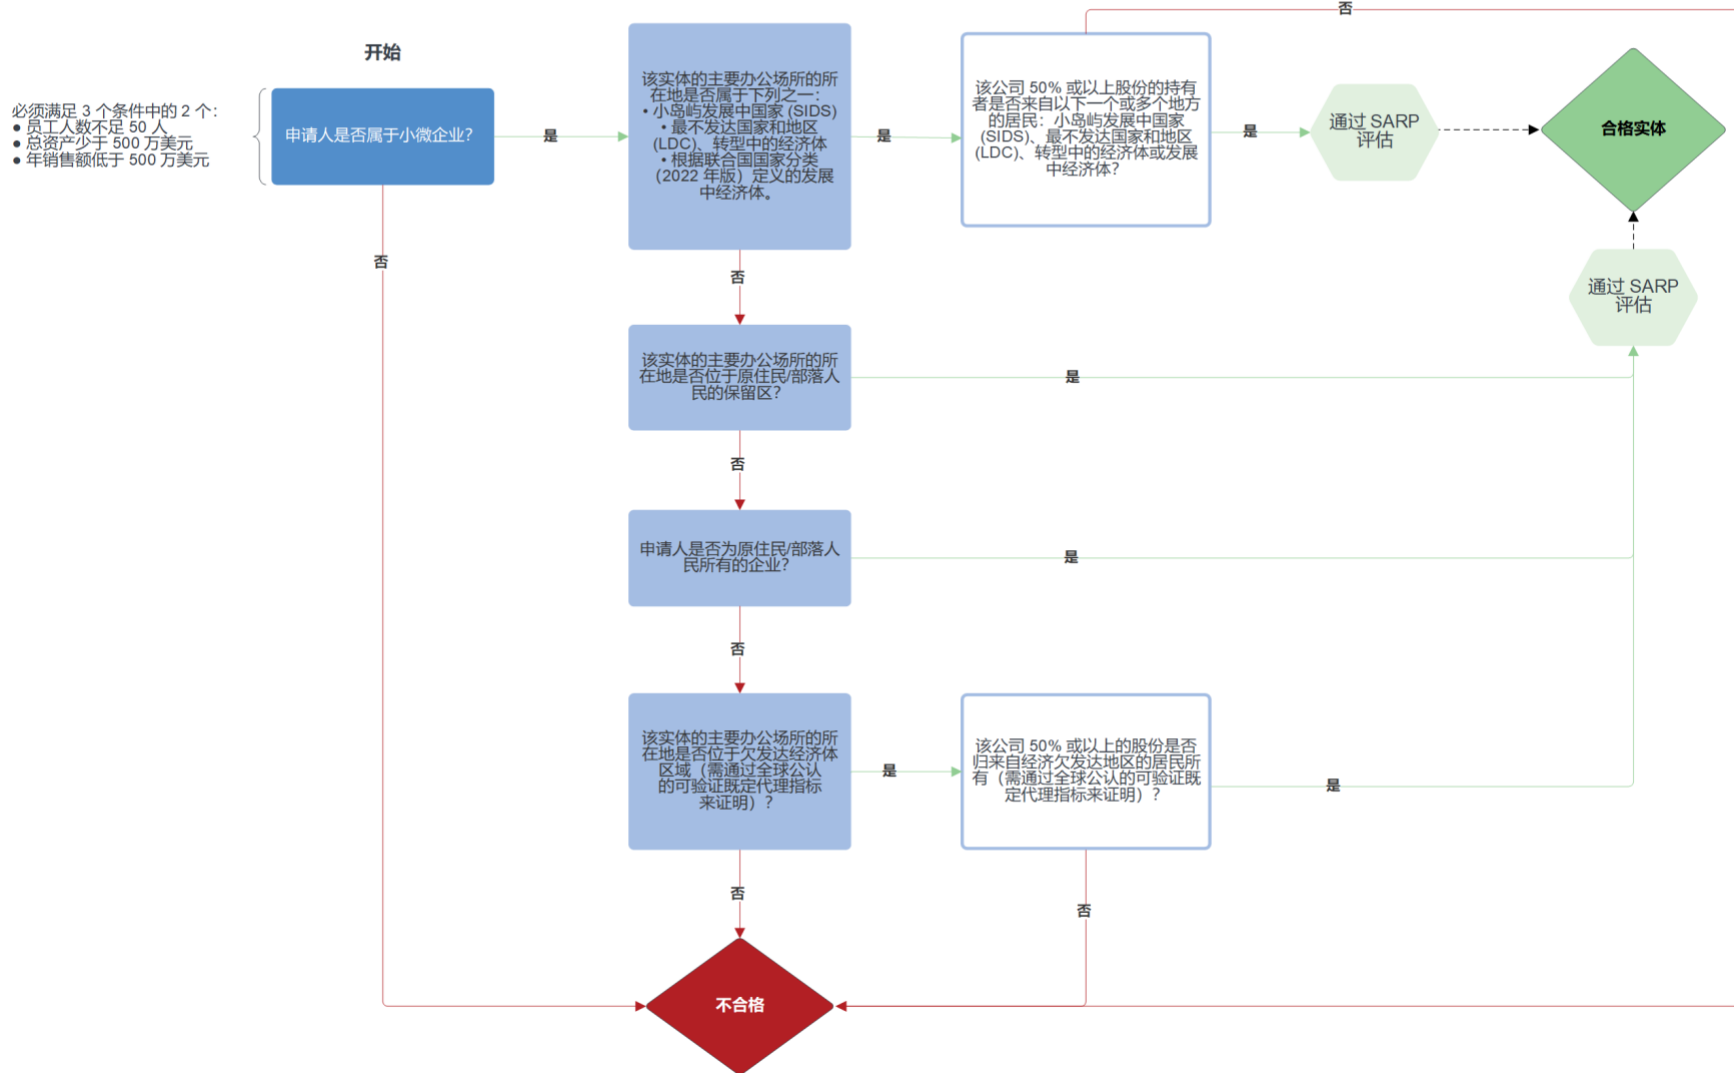 开始
必须满足 3 个条件中的 2 个：
● 员工人数不足 50 人
● 总资产少于 500 万美元
● 年销售额低于 500 万美元
申请人是否属于小微企业？
是
否
该实体的主要办公场所的所
在地是否属于下列之一：
• 小岛屿发展中国家 (SIDS)
• 最不发达国家和地区
(LDC)、转型中的经济体
• 根据联合国国家分类
（2022 年版）定义的发展
中经济体。
是
否
该公司 50% 或以上股份的持有
者是否来自以下一个或多个地方
的居民：小岛屿发展中国家
(SIDS)、最不发达国家和地区
(LDC)、转型中的经济体或发展
中经济体？
否
是
通过 SARP
评估
合格实体
通过 SARP
评估
该实体的主要办公场所的所
在地是否位于原住民/部落人
民的保留区？
是
否
申请人是否为原住民/部落人
民所有的企业？
是
否
该实体的主要办公场所的所
在地是否位于欠发达经济体
区域（需通过全球公认
的可验证既定代理指标
来证明）？
是
否
该公司 50% 或以上的股份是否
归来自经济欠发达地区的居民所
有（需通过全球公认的可验证既
定代理指标来证明）？
是
否
不合格